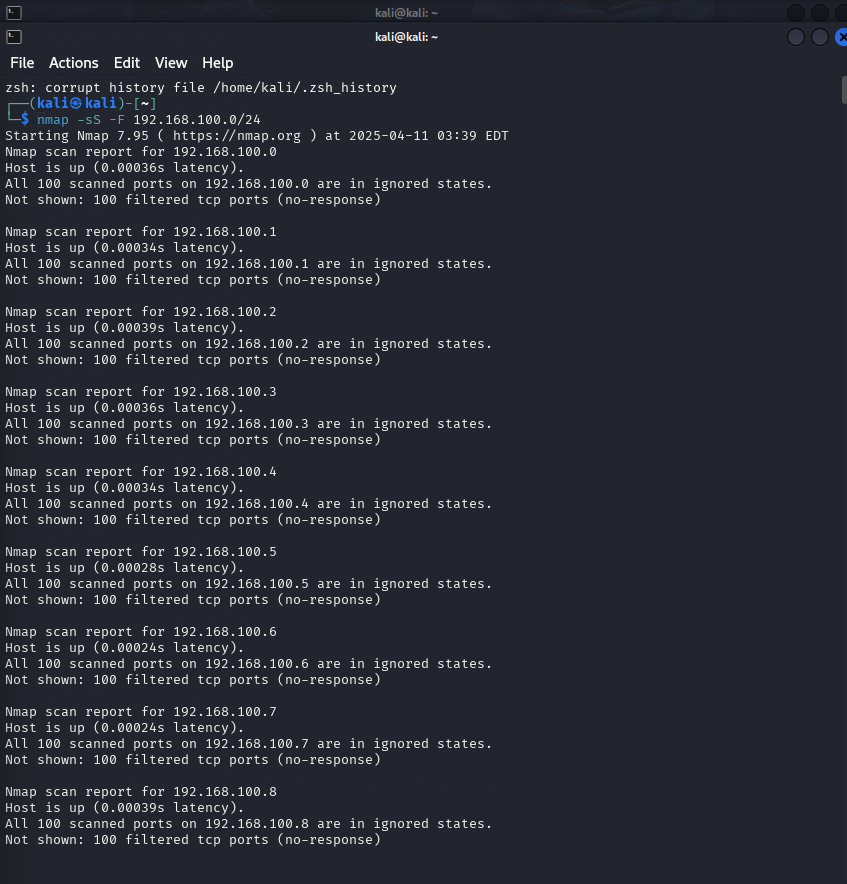 kali@kali: ~
kali@kali: ~
File Actions Edit View Help
zsh: corrupt history file /home/kali/.zsh_history
┌──(kali㉿kali)-[~]
└─$ nmap -sS -F 192.168.100.0/24
Starting Nmap 7.95 ( https://nmap.org ) at 2025-04-11 03:39 EDT
Nmap scan report for 192.168.100.0
Host is up (0.00036s latency).
All 100 scanned ports on 192.168.100.0 are in ignored states.
Not shown: 100 filtered tcp ports (no-response)

Nmap scan report for 192.168.100.1
Host is up (0.00034s latency).
All 100 scanned ports on 192.168.100.1 are in ignored states.
Not shown: 100 filtered tcp ports (no-response)

Nmap scan report for 192.168.100.2
Host is up (0.00039s latency).
All 100 scanned ports on 192.168.100.2 are in ignored states.
Not shown: 100 filtered tcp ports (no-response)

Nmap scan report for 192.168.100.3
Host is up (0.00036s latency).
All 100 scanned ports on 192.168.100.3 are in ignored states.
Not shown: 100 filtered tcp ports (no-response)

Nmap scan report for 192.168.100.4
Host is up (0.00034s latency).
All 100 scanned ports on 192.168.100.4 are in ignored states.
Not shown: 100 filtered tcp ports (no-response)

Nmap scan report for 192.168.100.5
Host is up (0.00028s latency).
All 100 scanned ports on 192.168.100.5 are in ignored states.
Not shown: 100 filtered tcp ports (no-response)

Nmap scan report for 192.168.100.6
Host is up (0.00024s latency).
All 100 scanned ports on 192.168.100.6 are in ignored states.
Not shown: 100 filtered tcp ports (no-response)

Nmap scan report for 192.168.100.7
Host is up (0.00024s latency).
All 100 scanned ports on 192.168.100.7 are in ignored states.
Not shown: 100 filtered tcp ports (no-response)

Nmap scan report for 192.168.100.8
Host is up (0.00039s latency).
All 100 scanned ports on 192.168.100.8 are in ignored states.
Not shown: 100 filtered tcp ports (no-response)